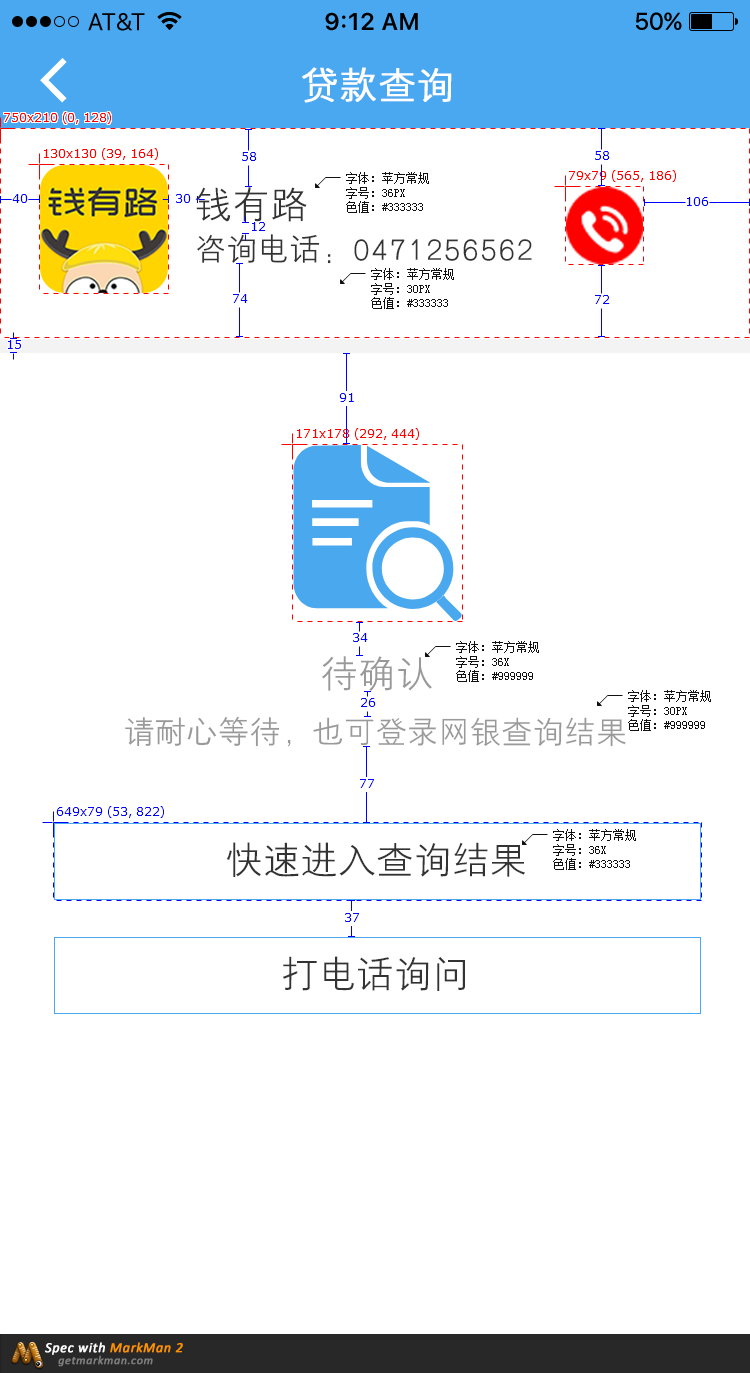 AT&T 9:12 AM 50%
贷款查询
750x210 (0, 128)
130x130 (39, 164)
58
58
79x79 (565, 186)
钱有路
40
30
钱有路
字体: 苹方常规
字号: 36PX
色值: #333333
106
12
咨询电话: 0471256562
字体: 苹方常规
字号: 30PX
色值: #333333
74
72
15
91
171x178 (292, 444)
34
待确认
字体: 苹方常规
字号: 36X
色值: #999999
26
字体: 苹方常规
字号: 30PX
色值: #999999
请耐心等待, 也可登录网银查询结果
77
649x79 (53, 822)
快速进入查询结果
字体: 苹方常规
字号: 36X
色值: #333333
37
打电话询问
Spec with MarkMan 2
getmarkman.com